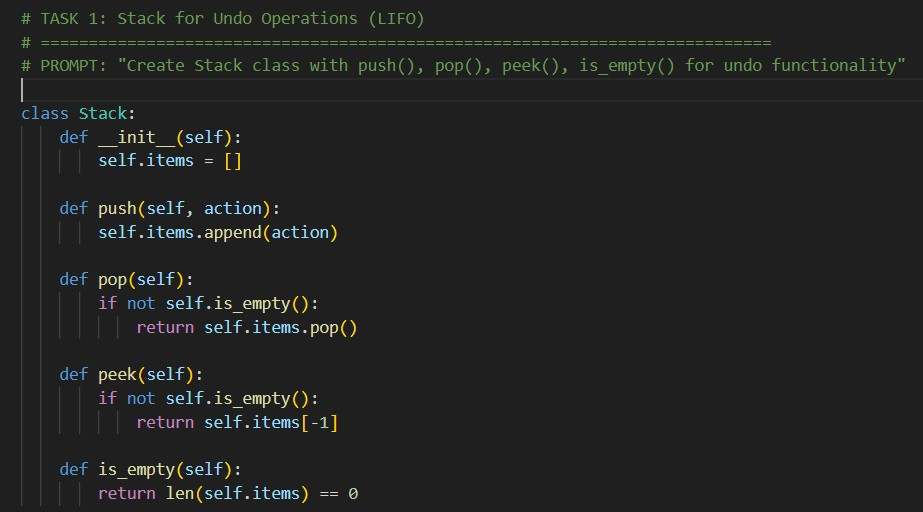 # TASK 1: Stack for Undo Operations (LIFO)
# ============================================================================
# PROMPT: "Create Stack class with push(), pop(), peek(), is_empty() for undo functionality"
class Stack:
    def __init__(self):
        self.items = []
    def push(self, action):
        self.items.append(action)
    def pop(self):
        if not self.is_empty():
            return self.items.pop()
    def peek(self):
        if not self.is_empty():
            return self.items[-1]
    def is_empty(self):
        return len(self.items) == 0